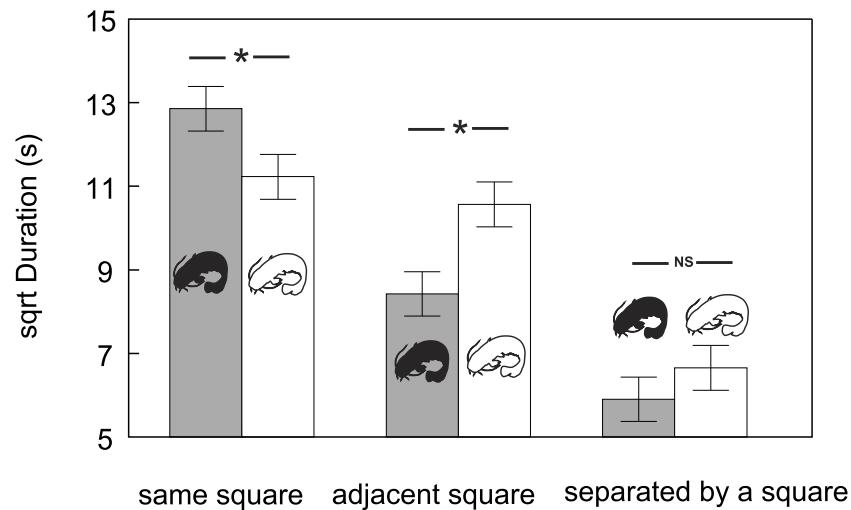 15
*
13
*
11
9
NS
7
5
sqrt Duration (s)
same square
adjacent square
separated by a square